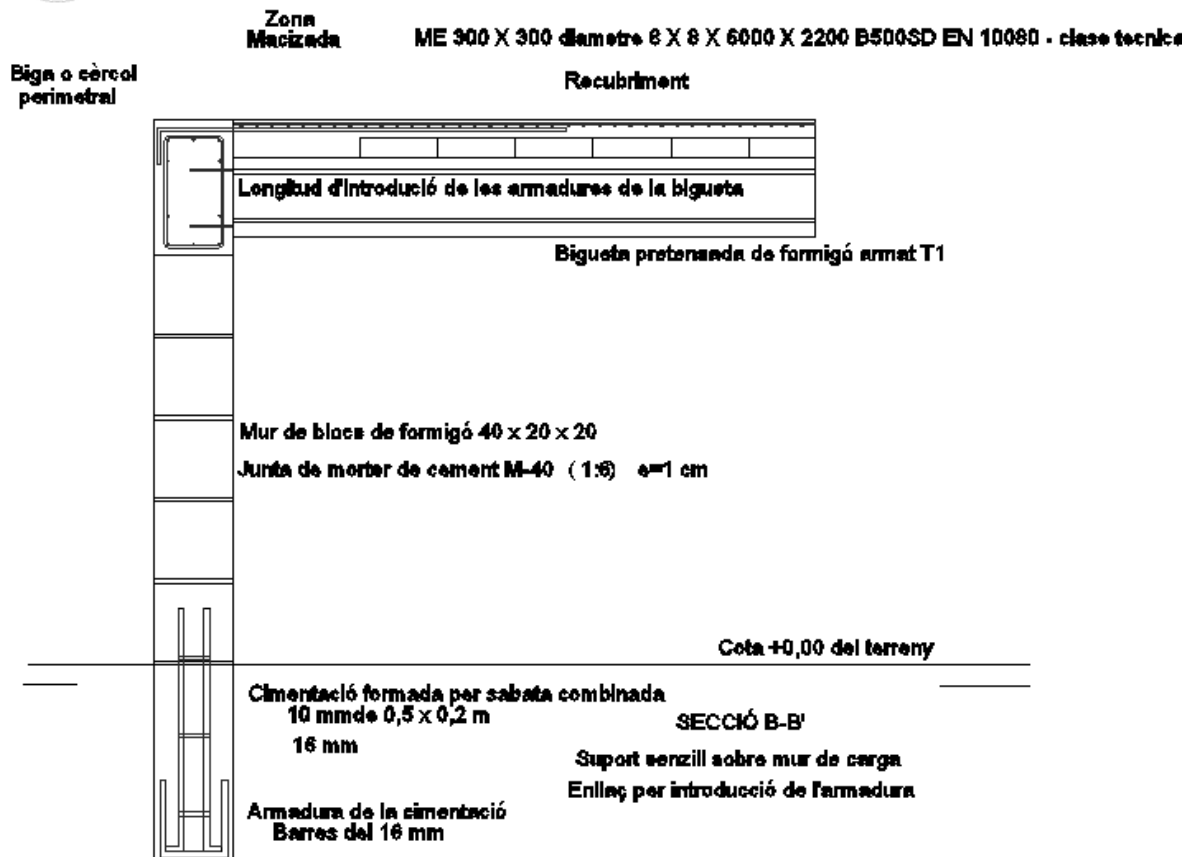 Zona
Macizada
ME 300 X 300 diametre 8 X 8 X 6000 X 2200 B500SD EN 10080 - clase tecnica
Biga o cèrcol
perimetral
Recubriment
Longitud d'introdució de les armadures de la bigueta
Bigueta pretensada de formigó armat T1
Mur de blocs de formigó 40 x 20 x 20
Junta de morter de cement M-40 ( 1:6) e=1 cm
Cota +0,00 del terreny
Cimentació formada per sabata combinada
10 mmde 0,5 x 0,2 m
16 mm
SECCIÓ B-B'
Suport senzill sobre mur de carga
Enllaç per introducció de l'armadura
Armadura de la cimentació
Barres del 16 mm